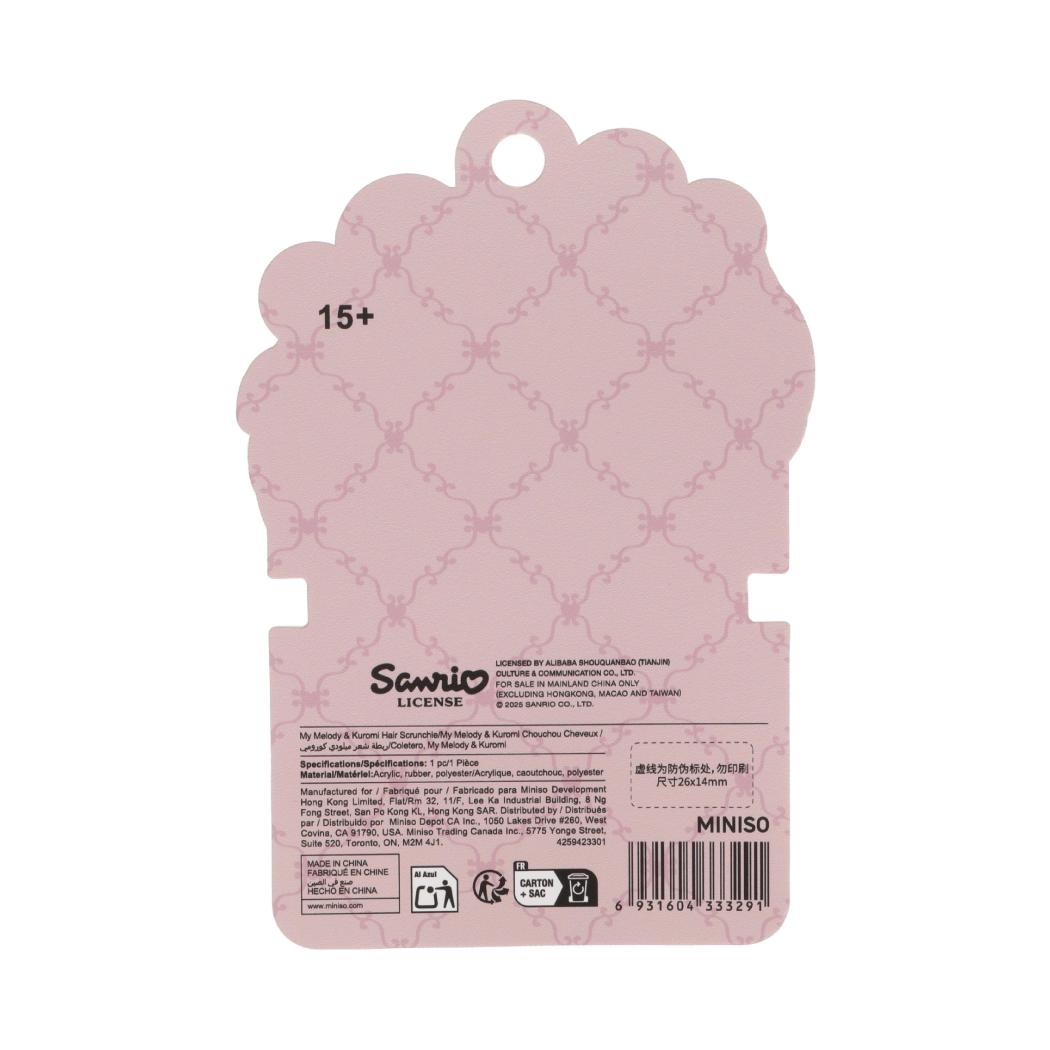 15+
Sanrio
LICENSE
LICENSED BY ALIBABA SHOUQUANBAO (TIANJIN)
CULTURE & COMMUNICATION CO., LTD.
FOR SALE IN MAINLAND CHINA ONLY
(EXCLUDING HONGKONG, MACAO AND TAIWAN)
© 2025 SANRIO CO., LTD.
My Melody & Kuromi Hair Scrunchie/My Melody & Kuromi Chouchou Cheveux /
ربطة شعر ميلودي كورومي/Coletero, My Melody & Kuromi
Specifications/Spécifications: 1 pc/1 Pièce
Material/Matériel:Acrylic, rubber, polyester/Acrylique, caoutchouc, polyester
Manufactured for / Fabriqué pour / Fabricado para Miniso Development
Hong Kong Limited, Flat/Rm 32, 11/F, Lee Ka Industrial Building, 8 Ng
Fong Street, San Po Kong KL, Hong Kong SAR. Distributed by / Distribués
par / Distribuido por Miniso Depot CA Inc., 1050 Lakes Drive #260, West
Covina, CA 91790, USA. Miniso Trading Canada Inc., 5775 Yonge Street,
Suite 520, Toronto, ON, M2M 4J1. 4259423301
虚线为防伪标处,勿印刷
尺寸26x14mm
MINISO
MADE IN CHINA
FABRIQUÉ EN CHINE
صنع في الصين
HECHO EN CHINA
www.miniso.com
Al Azul
FR
CARTON
+ SAC
6 931604 333291